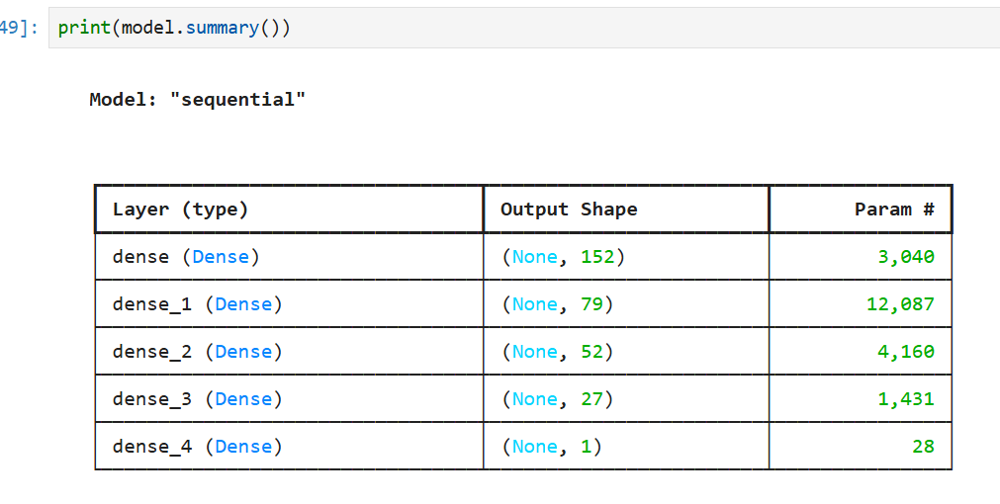 49]: print(model.summary())
Model: "sequential"
Layer (type) Output Shape Param #
dense (Dense) (None, 152) 3,040
dense_1 (Dense) (None, 79) 12,087
dense_2 (Dense) (None, 52) 4,160
dense_3 (Dense) (None, 27) 1,431
dense_4 (Dense) (None, 1) 28